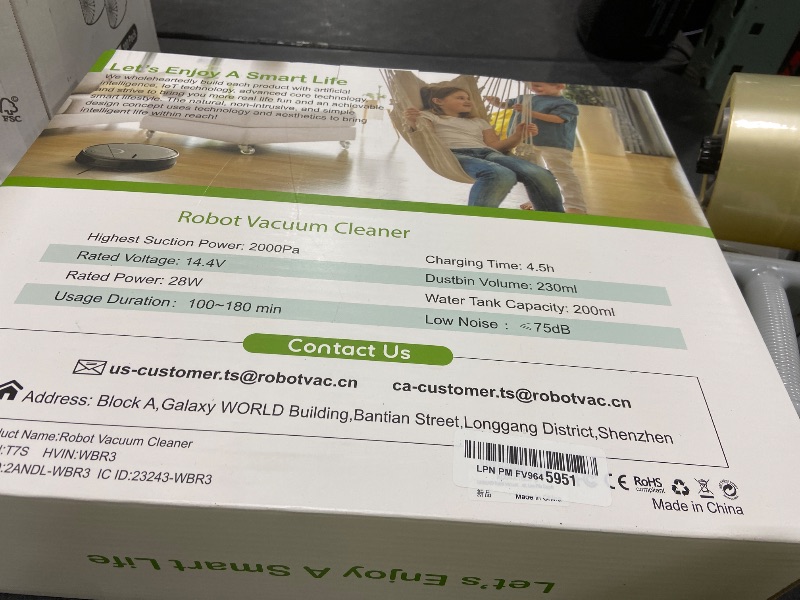 Let's Enjoy A Smart Life
We wholeheartedly build each product with artificial
intelligence, IoT technology, advanced core technology,
and strive to bring you more real life fun and an achievable
smart lifestyle. The natural, non-intrusive, and simple
design concept uses technology and aesthetics to bring
intelligent life within reach!
FSC
Robot Vacuum Cleaner
Highest Suction Power: 2000Pa
Rated Voltage: 14.4V
Rated Power: 28W
Usage Duration: 100~180 min
Charging Time: 4.5h
Dustbin Volume: 230ml
Water Tank Capacity: 200ml
Low Noise : ≤75dB
Contact Us
us-customer.ts@robotvac.cn ca-customer.ts@robotvac.cn
Address: Block A,Galaxy WORLD Building,Bantian Street,Longgang District,Shenzhen
uct Name:Robot Vacuum Cleaner
:T7S HVIN:WBR3
:2ANDL-WBR3 IC ID:23243-WBR3
LPN PM FV964 5951
CE RoHS
compliant
Made in China
Let's Enjoy A Smart Life